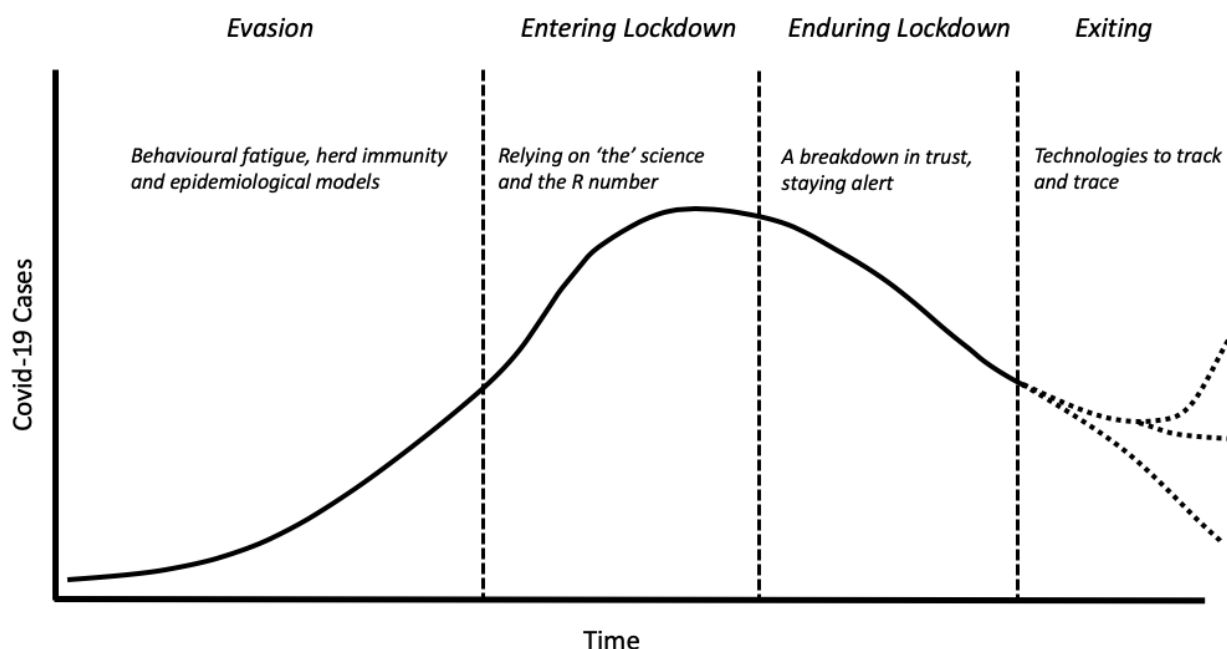 Evasion
Entering Lockdown
Enduring Lockdown
Exiting
Behavioural fatigue, herd immunity
and epidemiological models
Relying on ‘the’ science
and the R number
A breakdown in trust,
staying alert
Technologies to track
and trace
Covid-19 Cases
Time